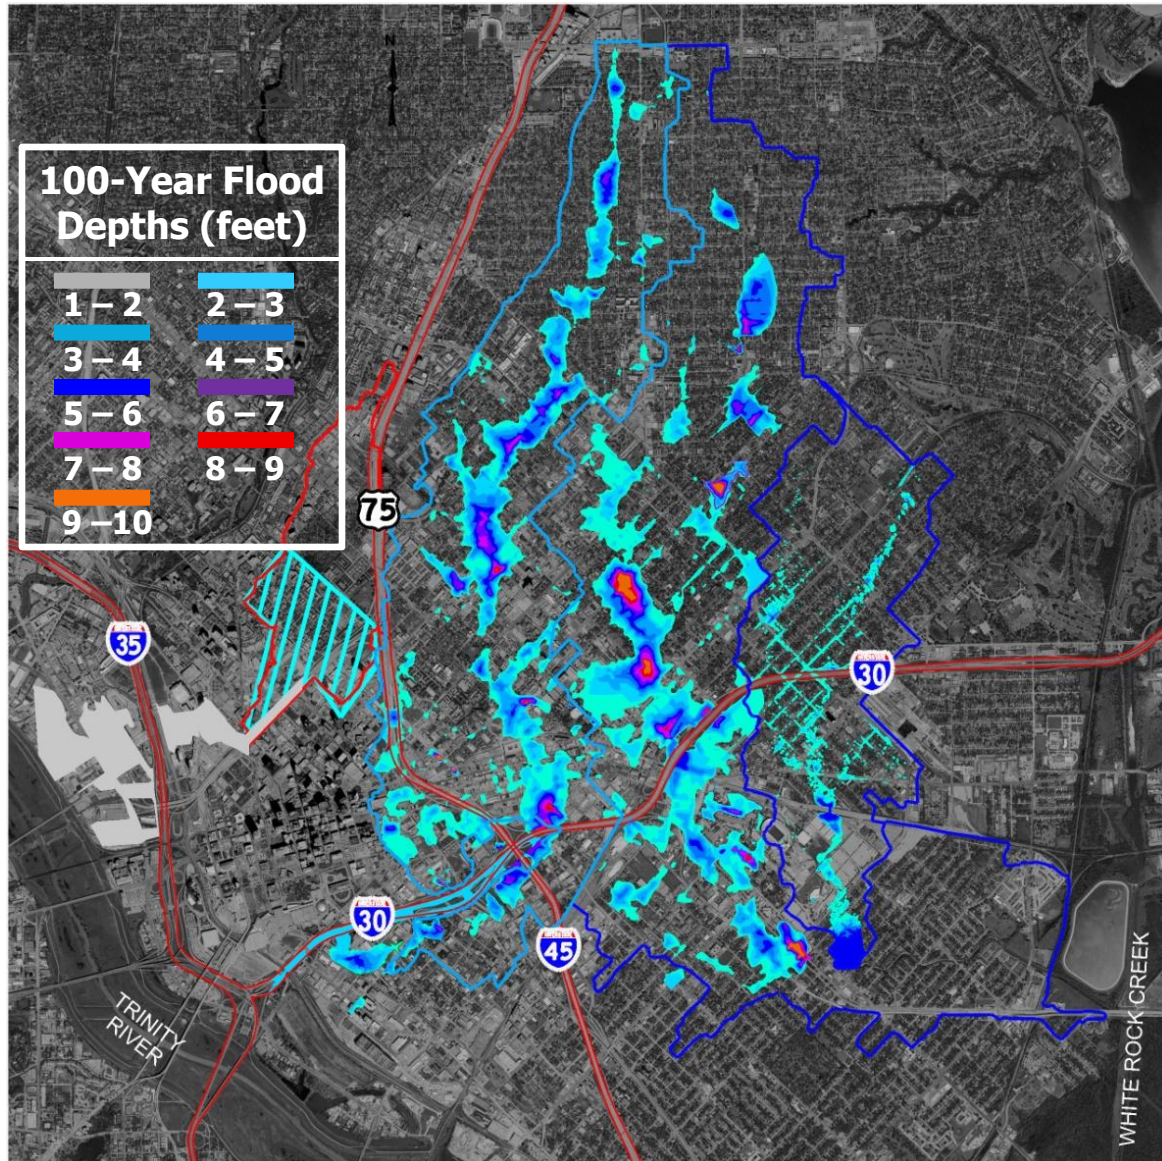 N
100-Year Flood
Depths (feet)
1 – 2
2 – 3
3 – 4
4 – 5
5 – 6
6 – 7
7 – 8
8 – 9
9 –10
75
35
30
30
45
TRINITY
RIVER
WHITE ROCK CREEK